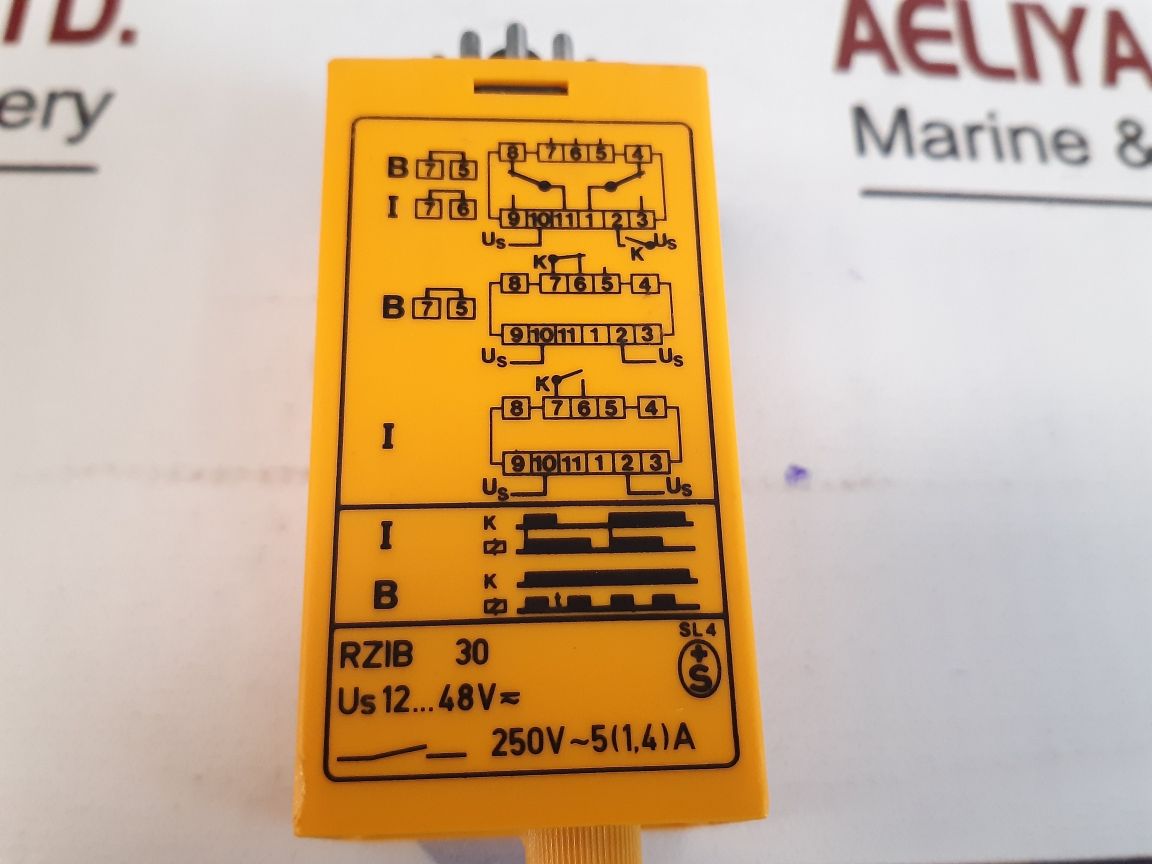 TD.
ery
AELIYA
Marine &
B 7 5
I 7 6
8 7 6 5 4
9 10 11 1 2 3
Us K Us
K
B 7 5
8 7 6 5 4
9 10 11 1 2 3
Us Us
K
I
8 7 6 5 4
9 10 11 1 2 3
Us Us
I K
B K
t
SL 4
+
S
RZIB 30
Us 12...48V≂
250V~5(1,4)A